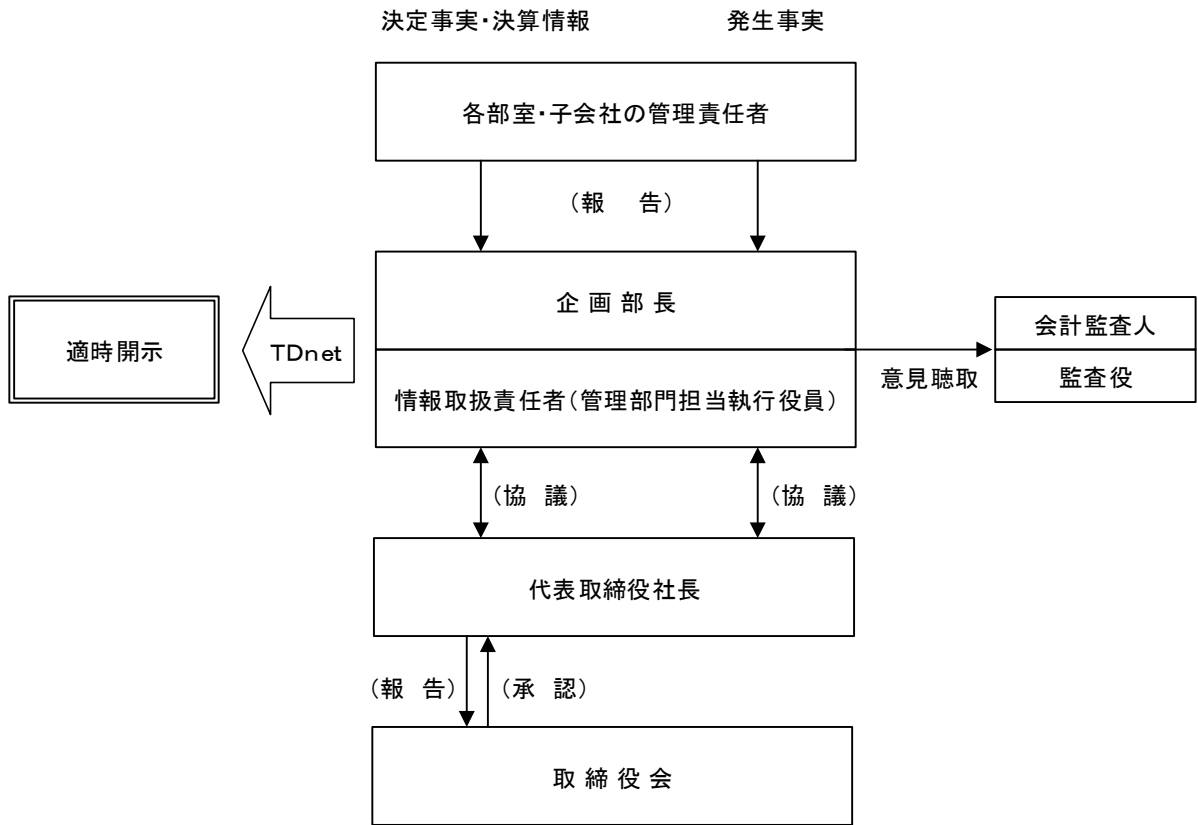 決定事実・決算情報
発生事実
各部室・子会社の管理責任者
(報 告)
企画部長
情報取扱責任者(管理部門担当執行役員)
TDnet
適時開示
意見聴取
会計監査人
監査役
(協 議)
(協 議)
代表取締役社長
(報 告)
(承 認)
取締役会